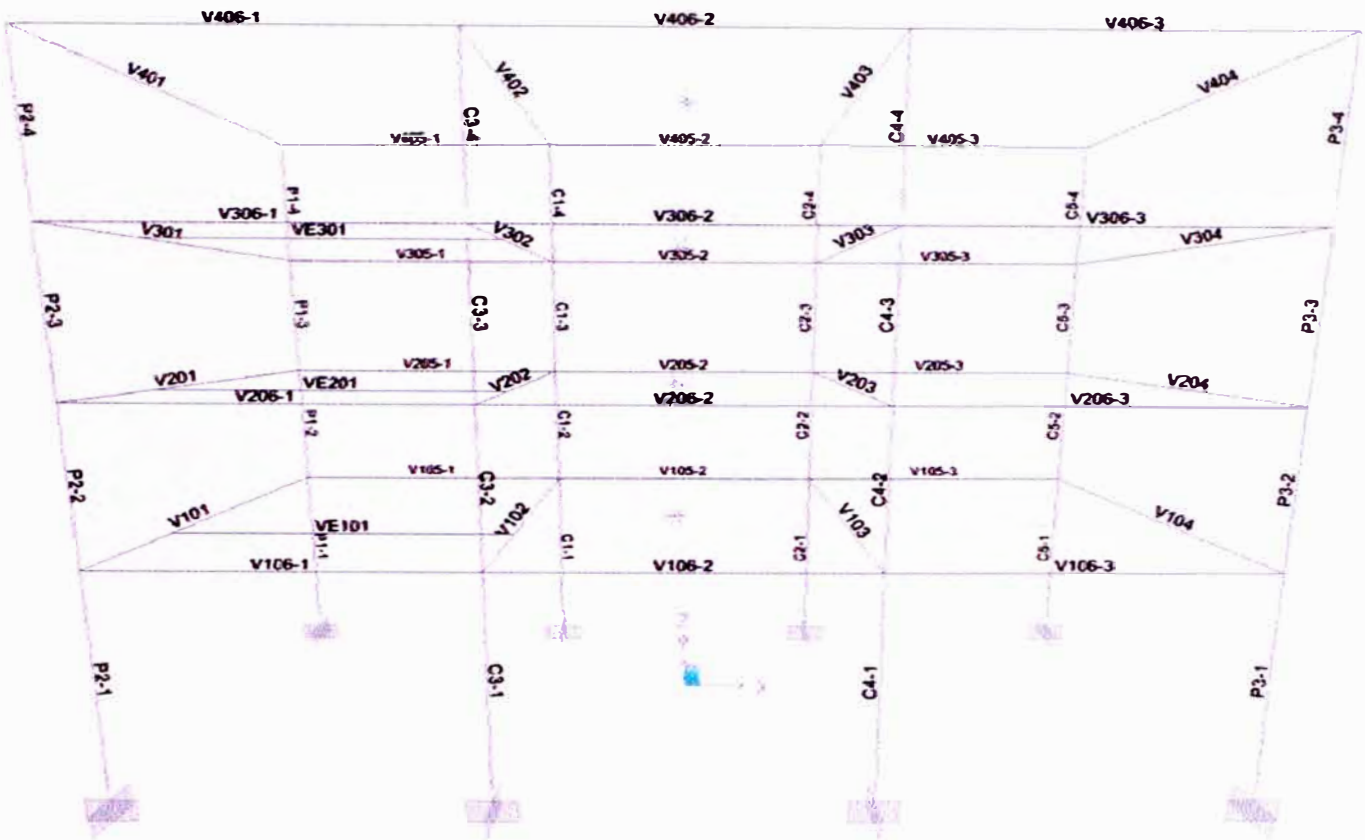 V406-1 V406-2 V406-3
V401 V402 V403 V404
P2-4 C3-4 C4-4 P3-4
V405-2 V405-3
P1-4 C1-4 C2-4 C5-4
V306-1 V306-2 V306-3
V301 VE301 V302 V303 V304
V305-1 V305-2 V305-3
P2-3 P1-3 C3-3 C1-3 C2-3 C4-3 C5-3 P3-3
V205-1 V205-2 V205-3
V201 VE201 V202 V203 V204
V206-1 V206-2 V206-3
P1-2 C1-2 C2-2 C5-2
V105-1 V105-2 V105-3
P2-2 C3-2 C4-2 P3-2
V101 VE101 V102 V103 V104
P1-1 C1-1 C2-1 C5-1
V106-1 V106-2 V106-3
P2-1 C3-1 C4-1 P3-1
X